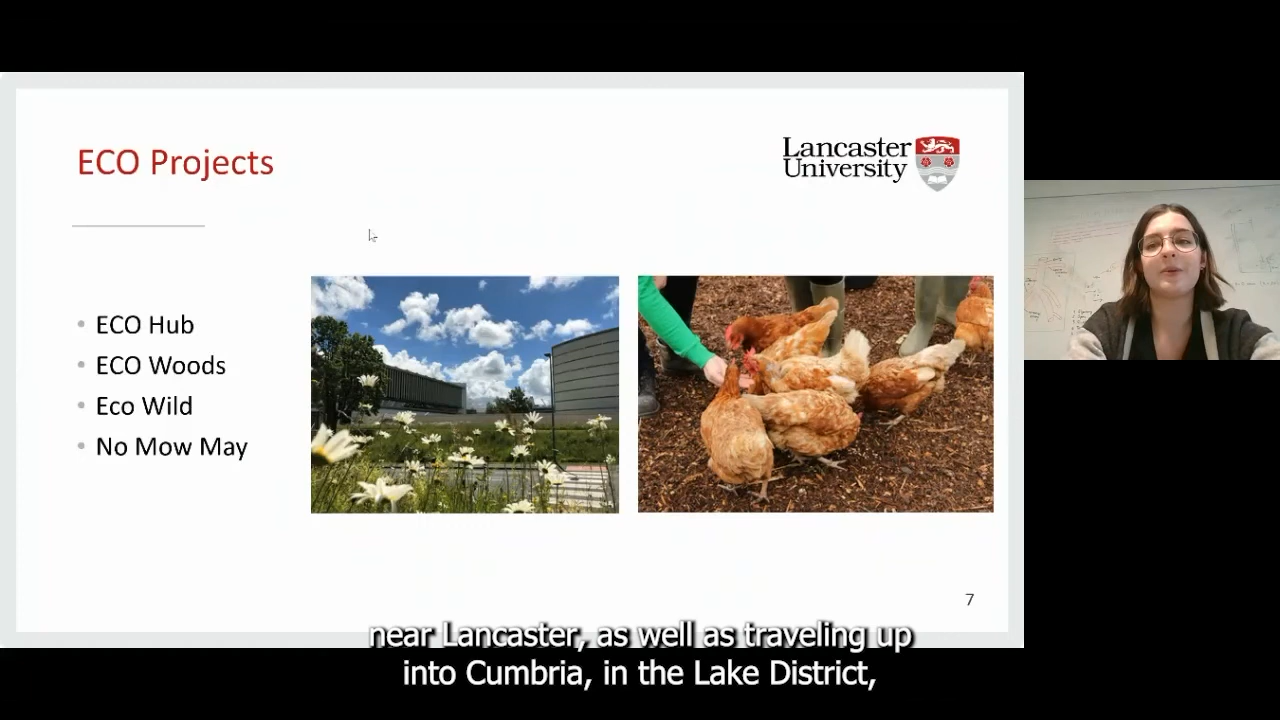 ECO Projects
Lancaster
University
ECO Hub
ECO Woods
Eco Wild
No Mow May
7
near Lancaster, as well as traveling up
into Cumbria, in the Lake District,